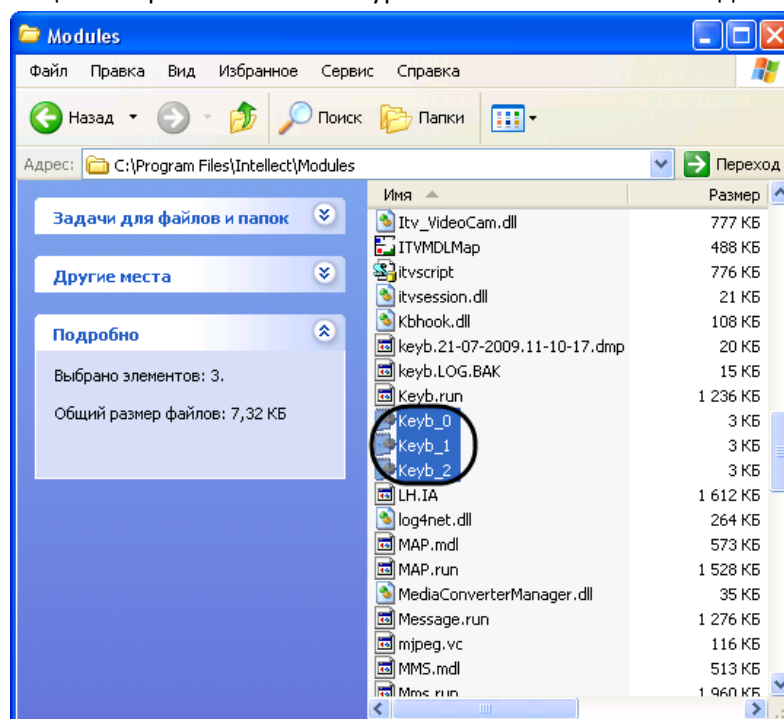 Modules
Файл Правка Вид Избранное Сервис Справка
Назад Поиск Папки
Адрес: C:\Program Files\Intellect\Modules Переход
Имя Размер
Задачи для файлов и папок
Другие места
Подробно
Выбрано элементов: 3.
Общий размер файлов: 7,32 КБ
Itv_VideoCam.dll 777 КБ
ITVMDLMap 488 КБ
itvscript 776 КБ
itvsession.dll 21 КБ
Kbhook.dll 108 КБ
keyb.21-07-2009.11-10-17.dmp 20 КБ
keyb.LOG.BAK 15 КБ
Keyb.run 1 236 КБ
Keyb_0 3 КБ
Keyb_1 3 КБ
Keyb_2 3 КБ
LH.IA 1 612 КБ
log4net.dll 264 КБ
MAP.mdl 573 КБ
MAP.run 1 528 КБ
MediaConverterManager.dll 35 КБ
Message.run 1 276 КБ
mjpeg.vc 116 КБ
MMS.mdl 513 КБ
Mms.run 1 960 КБ